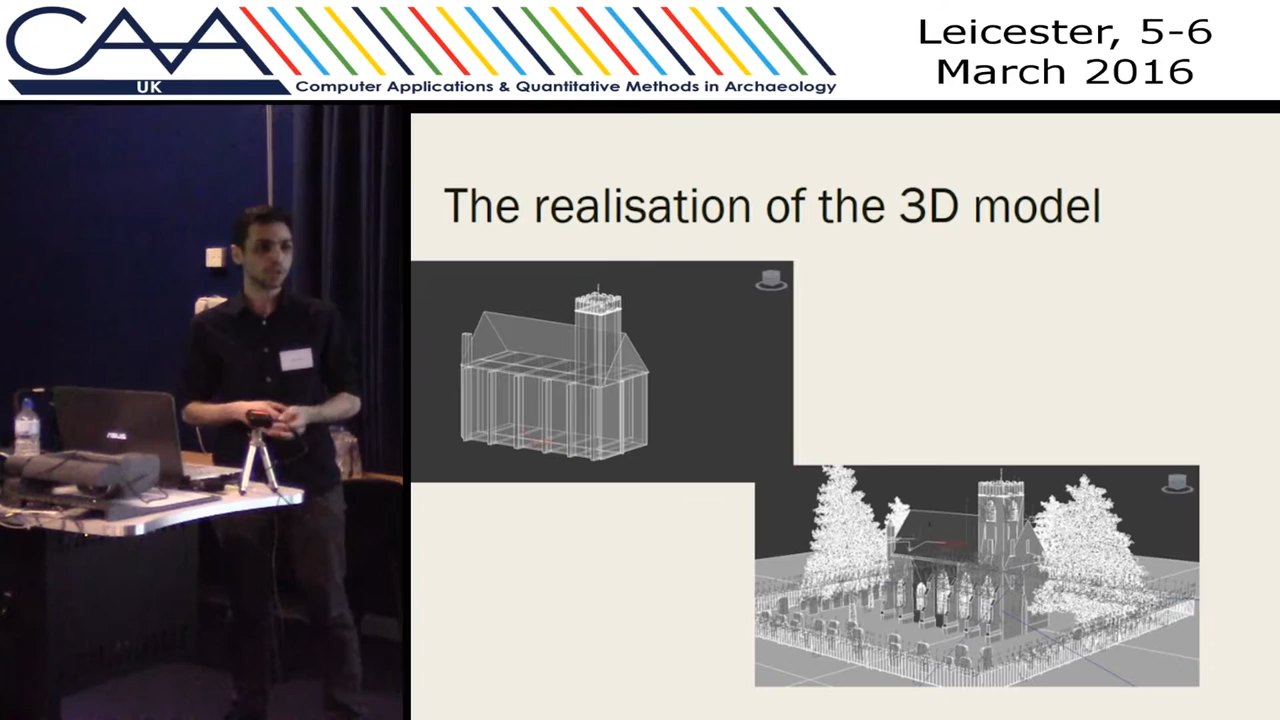 CAA
UK
Computer Applications & Quantitative Methods in Archaeology
Leicester, 5-6
March 2016
The realisation of the 3D model
ASUS